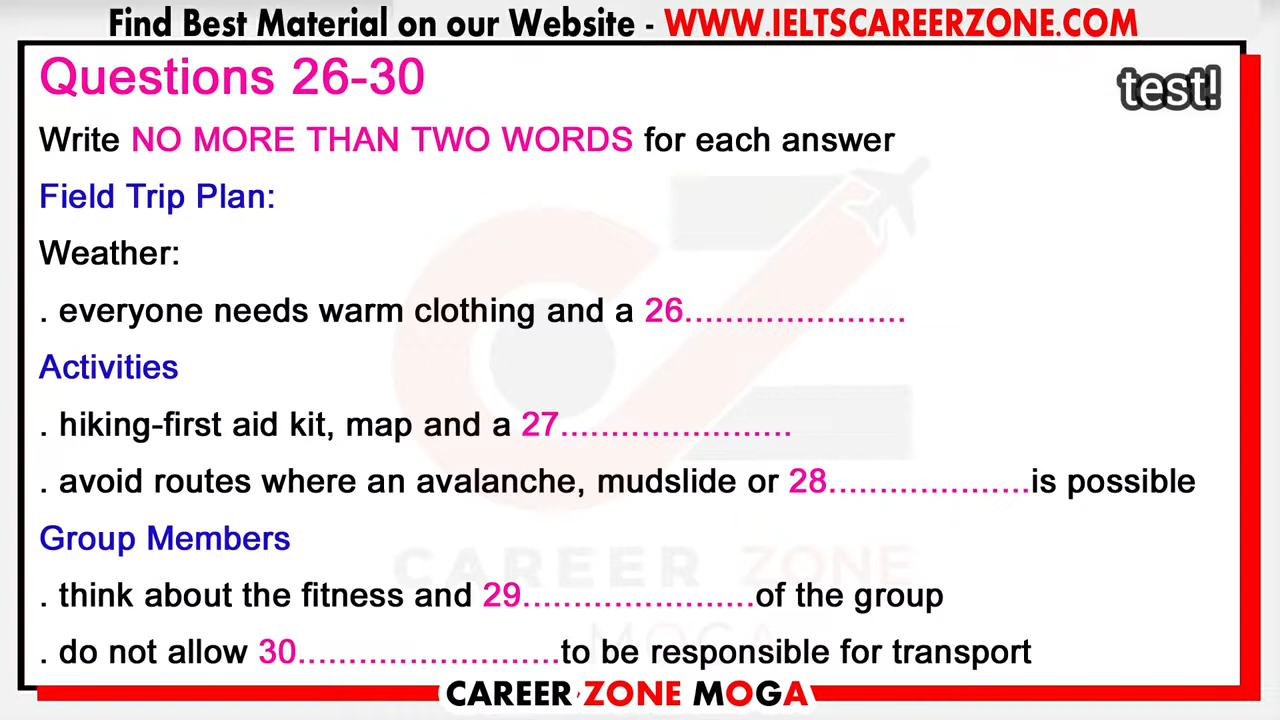 Find Best Material on our Website - WWW.IELTSCAREERZONE.COM
Questions 26-30
test!
Write NO MORE THAN TWO WORDS for each answer
Field Trip Plan:
Weather:
. everyone needs warm clothing and a 26......................
Activities
. hiking-first aid kit, map and a 27.......................
. avoid routes where an avalanche, mudslide or 28....................is possible
Group Members
CAREER ZONE
. think about the fitness and 29.......................of the group
MOGA
. do not allow 30..........................to be responsible for transport
CAREER ZONE MOGA